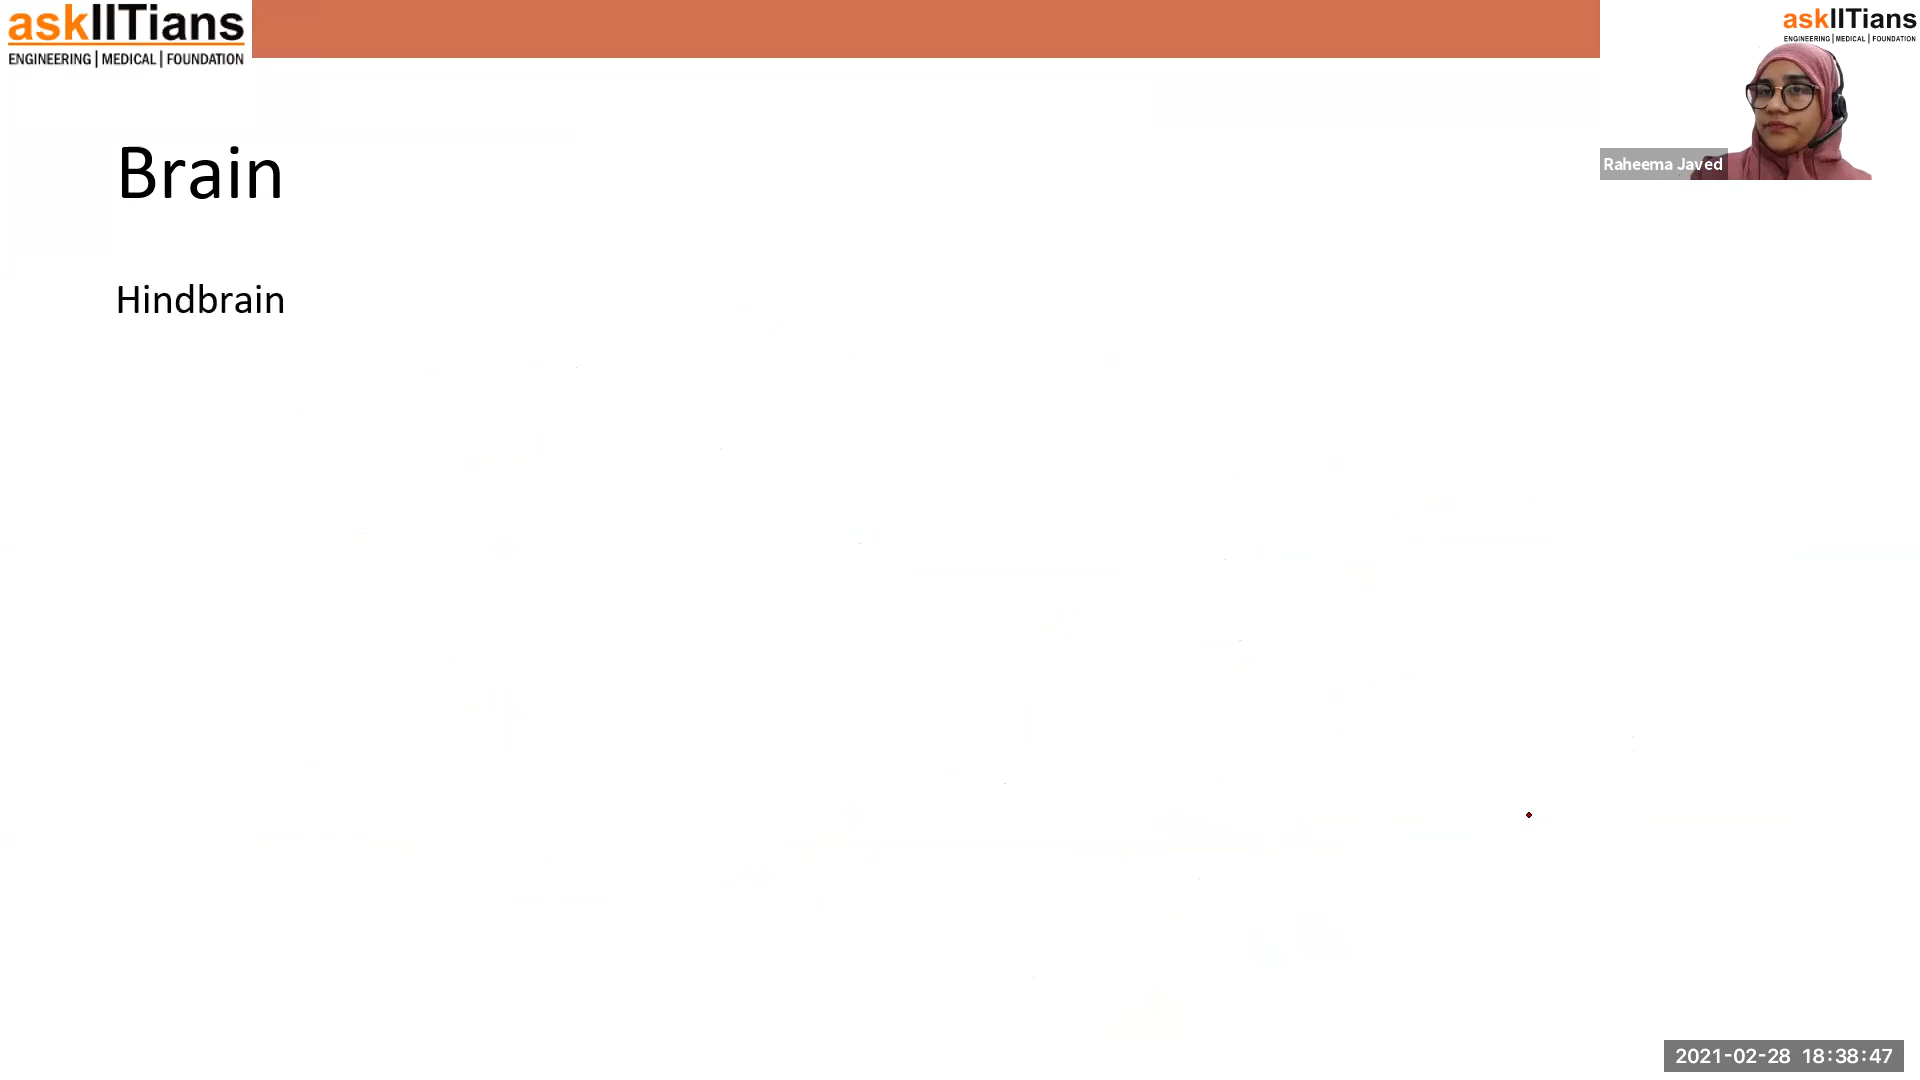 askIITians
ENGINEERING | MEDICAL | FOUNDATION
askIITians
ENGINEERING | MEDICAL | FOUNDATION
Raheema Javed
Brain
Hindbrain
2021-02-28 18:38:47